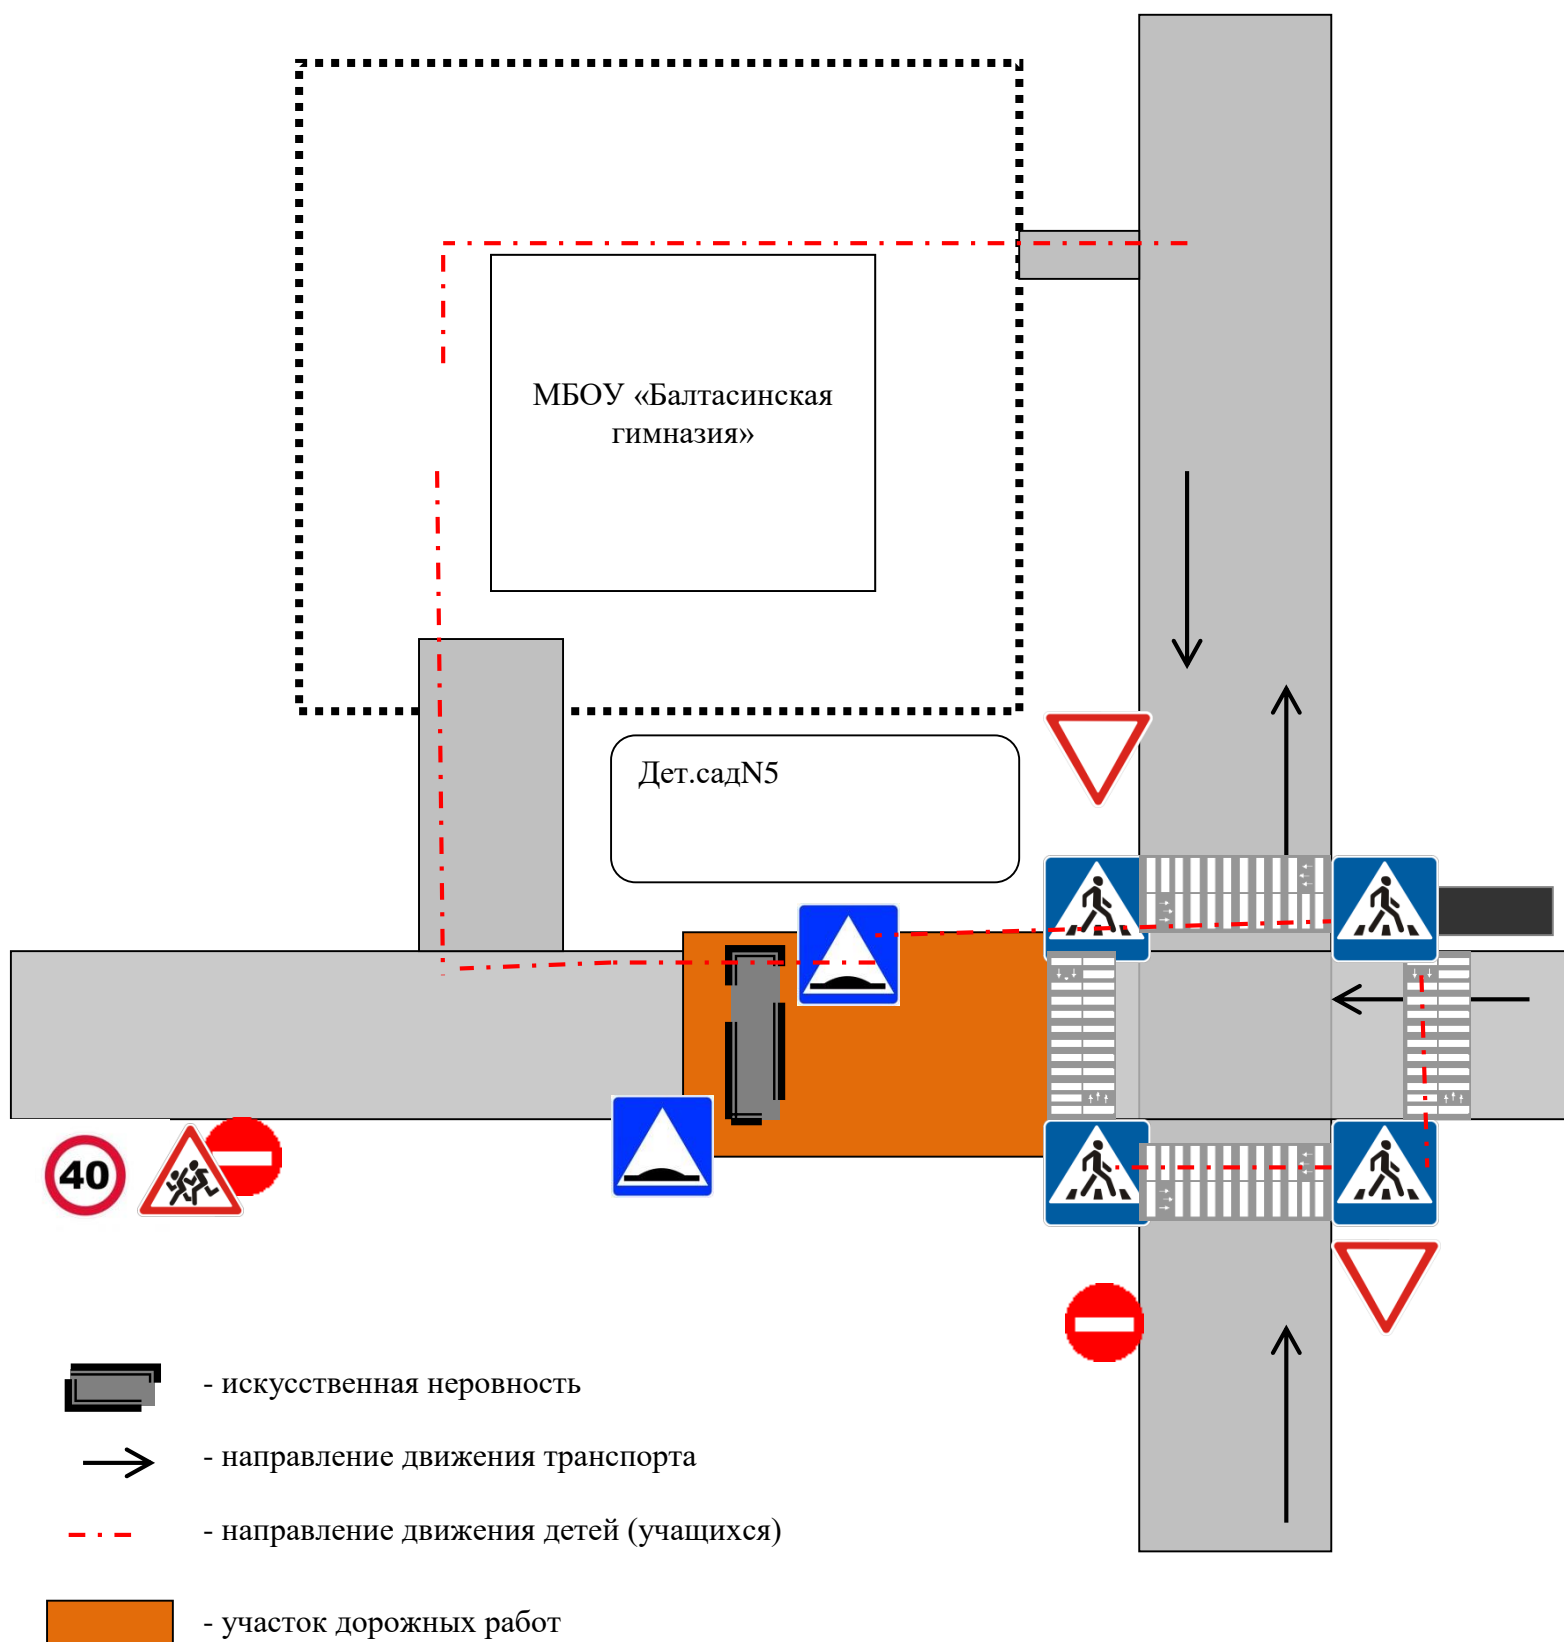 МБОУ «Балтасинская
гимназия»
Дет.садN5
40
- искусственная неровность
- направление движения транспорта
- направление движения детей (учащихся)
- участок дорожных работ